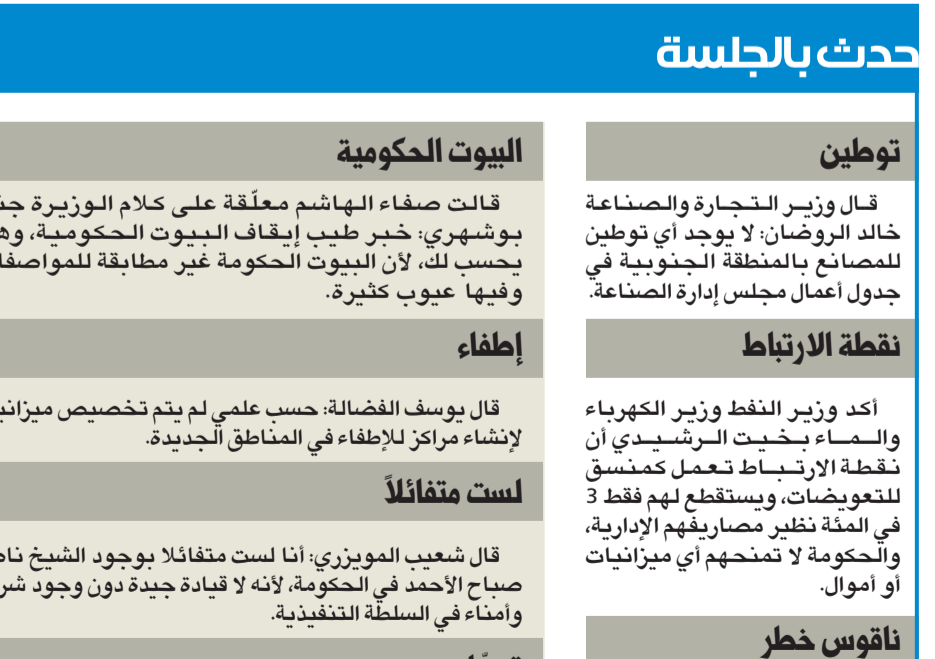 حدث بالجلسة
توطين
قال وزير التجارة والصناعة
خالد الروضان: لا يوجد أي توطين
للمصانع بالمنطقة الجنوبية في
جدول أعمال مجلس إدارة الصناعة.
نقطة الارتباط
أكد وزير النفط وزير الكهرباء
والماء بخيت الرشيدي أن
نقطة الارتباط تعمل كمنسق
للتعويضات، ويستقطع لهم فقط 3
في المئة نظير مصاريفهم الإدارية،
والحكومة لا تمنحهم أي ميزانيات
أو أموال.
ناقوس خطر
البيوت الحكومية
قالت صفاء الهاشم معلّقة على كلام الوزيرة
بوشهري: خبر طيب إيقاف البيوت الحكومية،
يحسب لك، لأن البيوت الحكومة غير مطابقة
وفيها عيوب كثيرة.
إطفاء
قال يوسف الفضالة: حسب علمي لم يتم تخصيص
لإنشاء مراكز للإطفاء في المناطق الجديدة.
لست متفائلاً
قال شعيب المويزري: أنا لست متفائلا بوجود الشيخ
صباح الأحمد في الحكومة، لأنه لا قيادة جيدة دون وجود
وأمناء في السلطة التنفيذية.